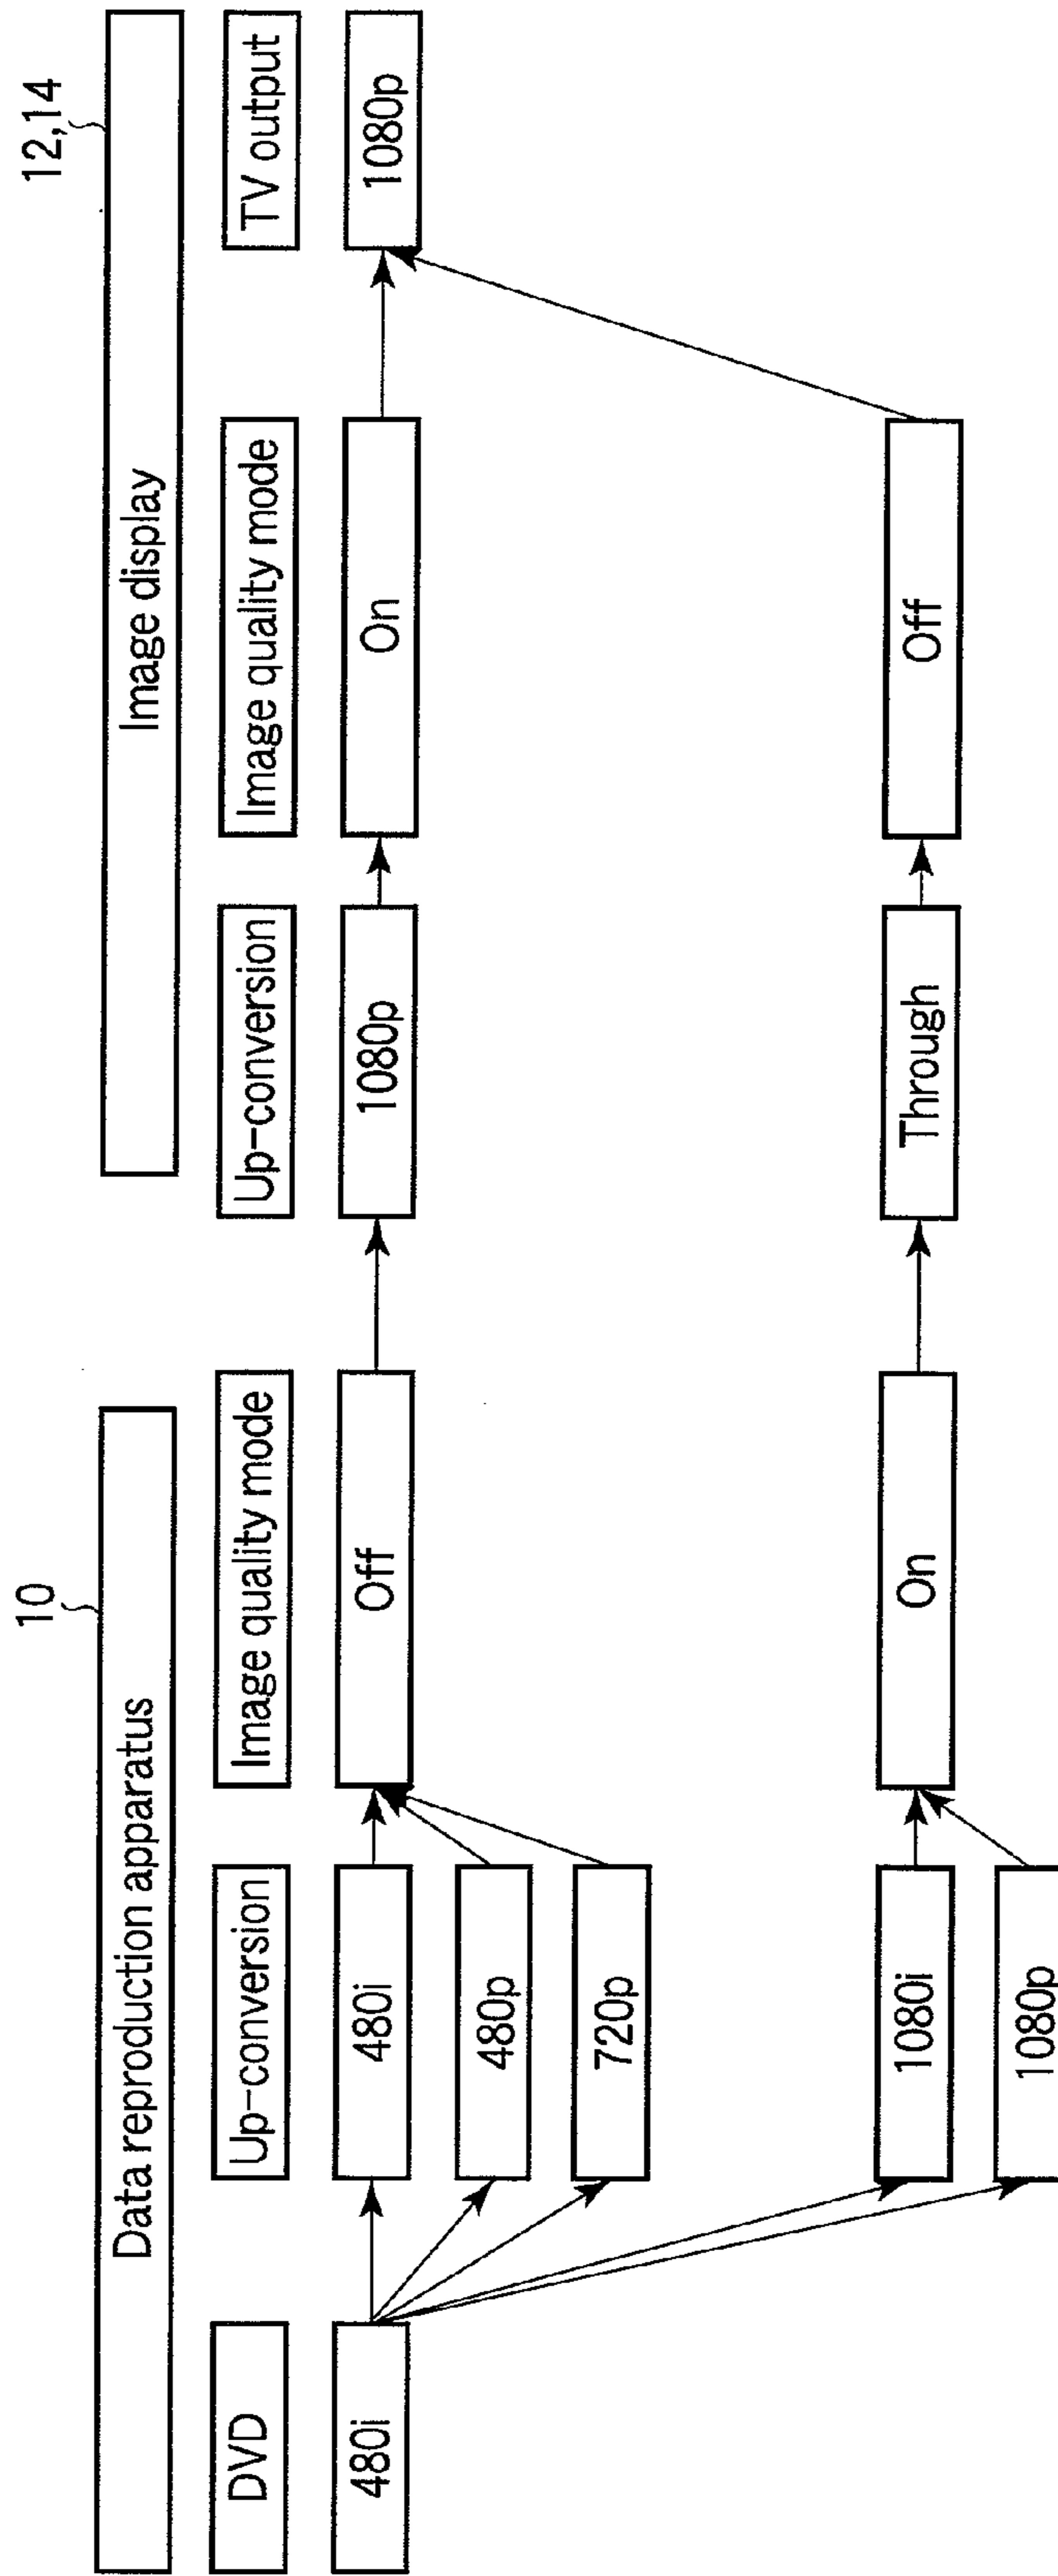 10
12,14
Data reproduction apparatus
Image display
DVD
Up-conversion
Image quality mode
Up-conversion
Image quality mode
TV output
480i
480i
Off
1080p
On
1080p
480p
720p
1080i
On
Through
Off
1080p